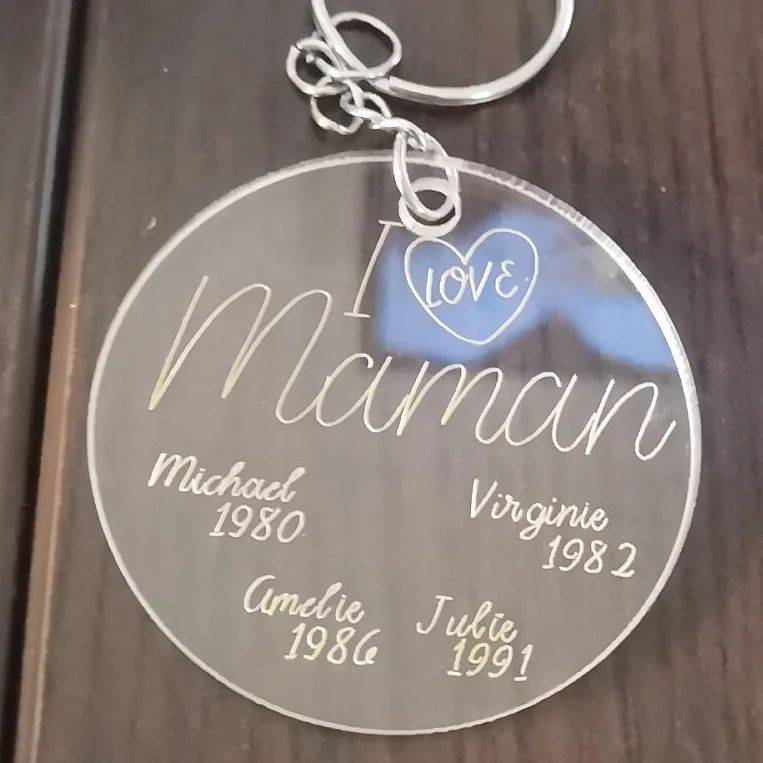 I LOVE
Maman
Michael
1980
Virginie
1982
Amelie
1986
Julie
1991